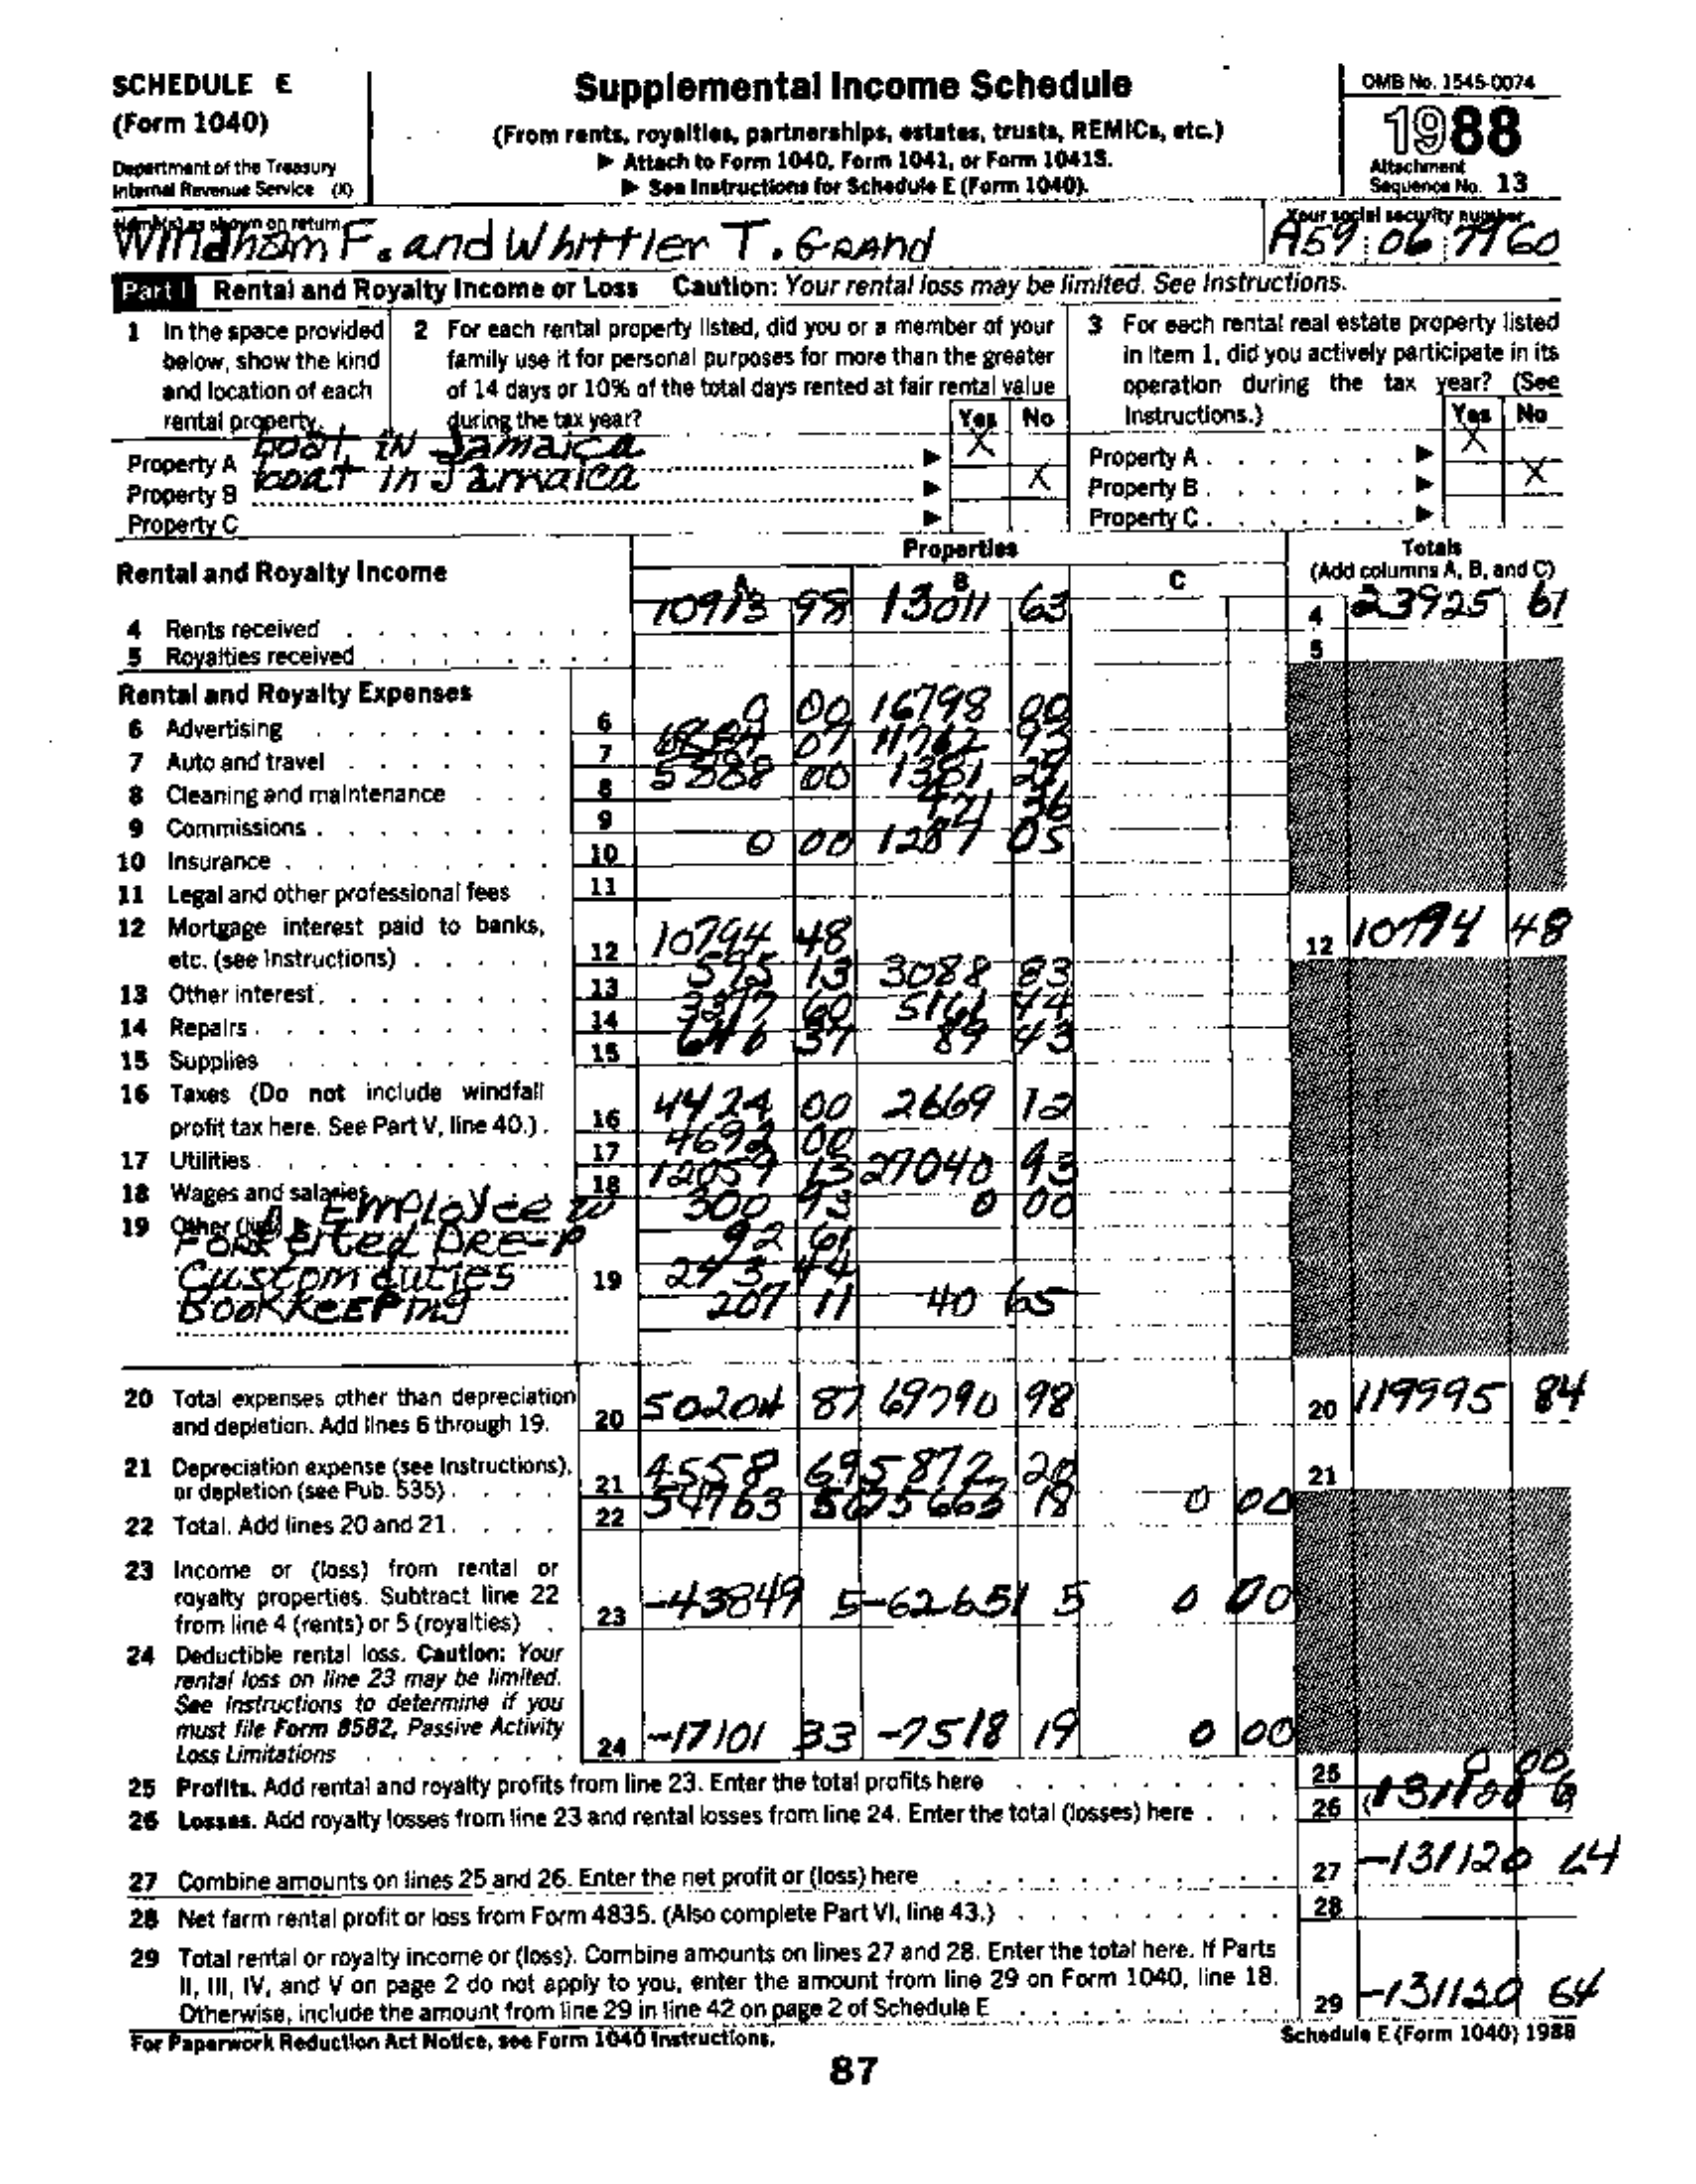 SCHEDULE E
(Form 1040)
Department of the Treasury
Internal Revenue Service (X)
Supplemental Income Schedule
(From rents, royalties, partnerships, estates, trusts, REMICs, etc.)
▶ Attach to Form 1040, Form 1041, or Form 1041S.
▶ See Instructions for Schedule E (Form 1040).
OMB No. 1545-0074
1988
Attachment
Sequence No. 13
Name(s) as shown on return
Windham F. and Whittier T. GRAND
Your social security number
A59 06 7960
Part I Rental and Royalty Income or Loss Caution: Your rental loss may be limited. See Instructions.
1 In the space provided below, show the kind and location of each rental property.
2 For each rental property listed, did you or a member of your family use it for personal purposes for more than the greater of 14 days or 10% of the total days rented at fair rental value during the tax year?
3 For each rental real estate property listed in Item 1, did you actively participate in its operation during the tax year? (See Instructions.)
Yes No Yes No
Property A boat IN Jamaica ▶ X Property A . ▶ X
Property B boat in Jamaica ▶ X Property B . ▶ X
Property C ▶ Property C . ▶
Rental and Royalty Income
Properties
A B C
Totals
(Add columns A, B, and C)
4 Rents received 10913 98 13011 63 4 23925 61
5 Royalties received 5
Rental and Royalty Expenses
6 Advertising 6 0 00 16798 00
7 Auto and travel 7 07 11762 93
8 Cleaning and maintenance 8 5388 00 1381
9 Commissions 9 36
10 Insurance 10 0 00 1287 05
11 Legal and other professional fees 11
12 Mortgage interest paid to banks, etc. (see Instructions) 12 10794 48 12 10794 48
13 Other interest 13 595 13 3088 83
14 Repairs 14 60 5161 44
15 Supplies 15 37 89 43
16 Taxes (Do not include windfall profit tax here. See Part V, line 40.) 16 4424 00 2669 12
17 Utilities 17 4692 00
18 Wages and salaries 18 12059 13 27040 93
19 Other (list) ▶ Employee w 300 93 0 00
Forfeited pre-p 92 61
Custom duties 19 273 44
Bookkeeping 207 11 40 65
20 Total expenses other than depreciation and depletion. Add lines 6 through 19. 20 50204 87 69790 98 20 119995 84
21 Depreciation expense (see Instructions), or depletion (see Pub. 535) 21 4558 69 5872 20 21
22 Total. Add lines 20 and 21 22 54763 56 75663 18 0 00
23 Income or (loss) from rental or royalty properties. Subtract line 22 from line 4 (rents) or 5 (royalties) 23 -43849 5 -62651 5 0 00
24 Deductible rental loss. Caution: Your rental loss on line 23 may be limited. See Instructions to determine if you must file Form 8582, Passive Activity Loss Limitations 24 -17101 33 -7518 19 0 00
25 Profits. Add rental and royalty profits from line 23. Enter the total profits here 25 0 00
26 Losses. Add royalty losses from line 23 and rental losses from line 24. Enter the total (losses) here 26 (131120 6
27 Combine amounts on lines 25 and 26. Enter the net profit or (loss) here 27 -131120 64
28 Net farm rental profit or loss from Form 4835. (Also complete Part VI, line 43.) 28
29 Total rental or royalty income or (loss). Combine amounts on lines 27 and 28. Enter the total here. If Parts
II, III, IV, and V on page 2 do not apply to you, enter the amount from line 29 on Form 1040, line 18.
Otherwise, include the amount from line 29 in line 42 on page 2 of Schedule E 29 -131120 64
For Paperwork Reduction Act Notice, see Form 1040 Instructions. Schedule E (Form 1040) 1988
87